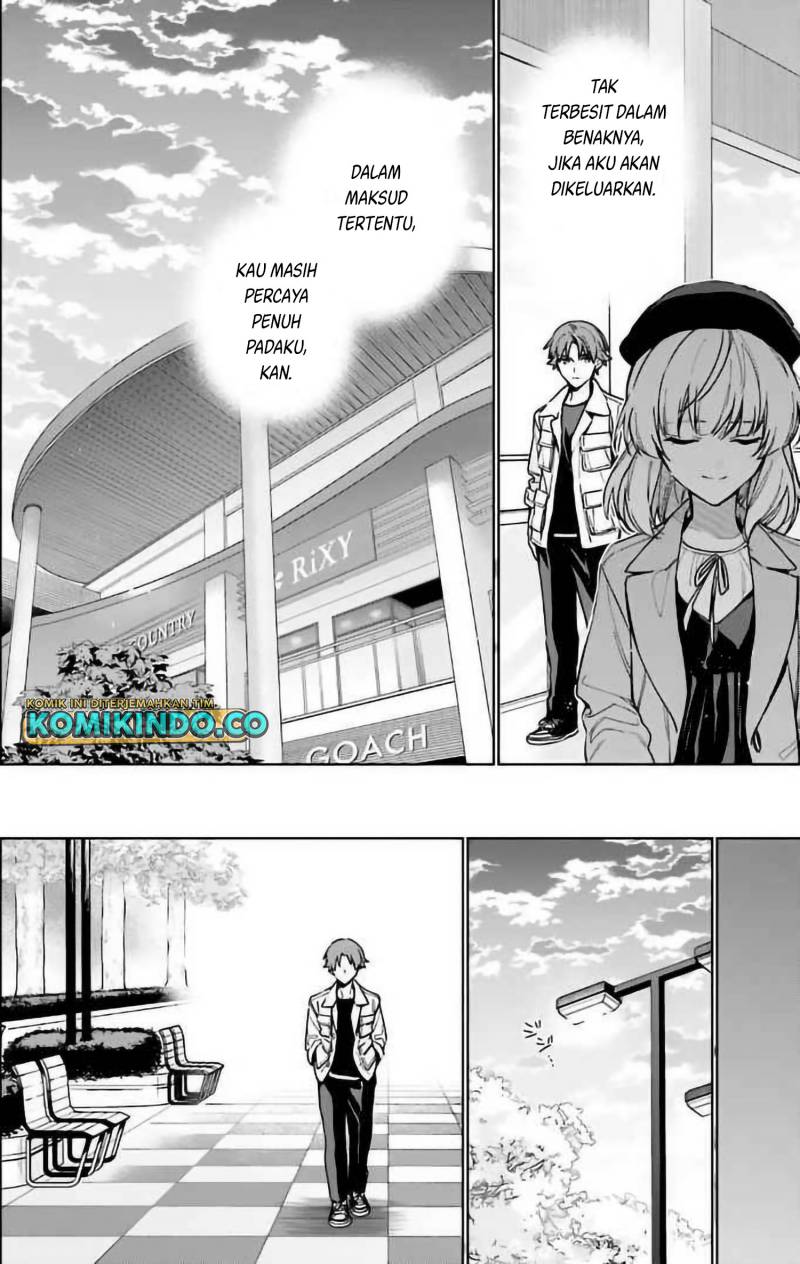 TAK
TERBESIT DALAM
BENAKNYA,
JIKA AKU AKAN
DIKELUARKAN.
DALAM
MAKSUD
TERTENTU,
KAU MASIH
PERCAYA
PENUH
PADAKU,
KAN.
RiXY
COUNTRY
GOACH
KOMIK INI DITERJEMAHKAN TIM
KOMIKINDO.CO